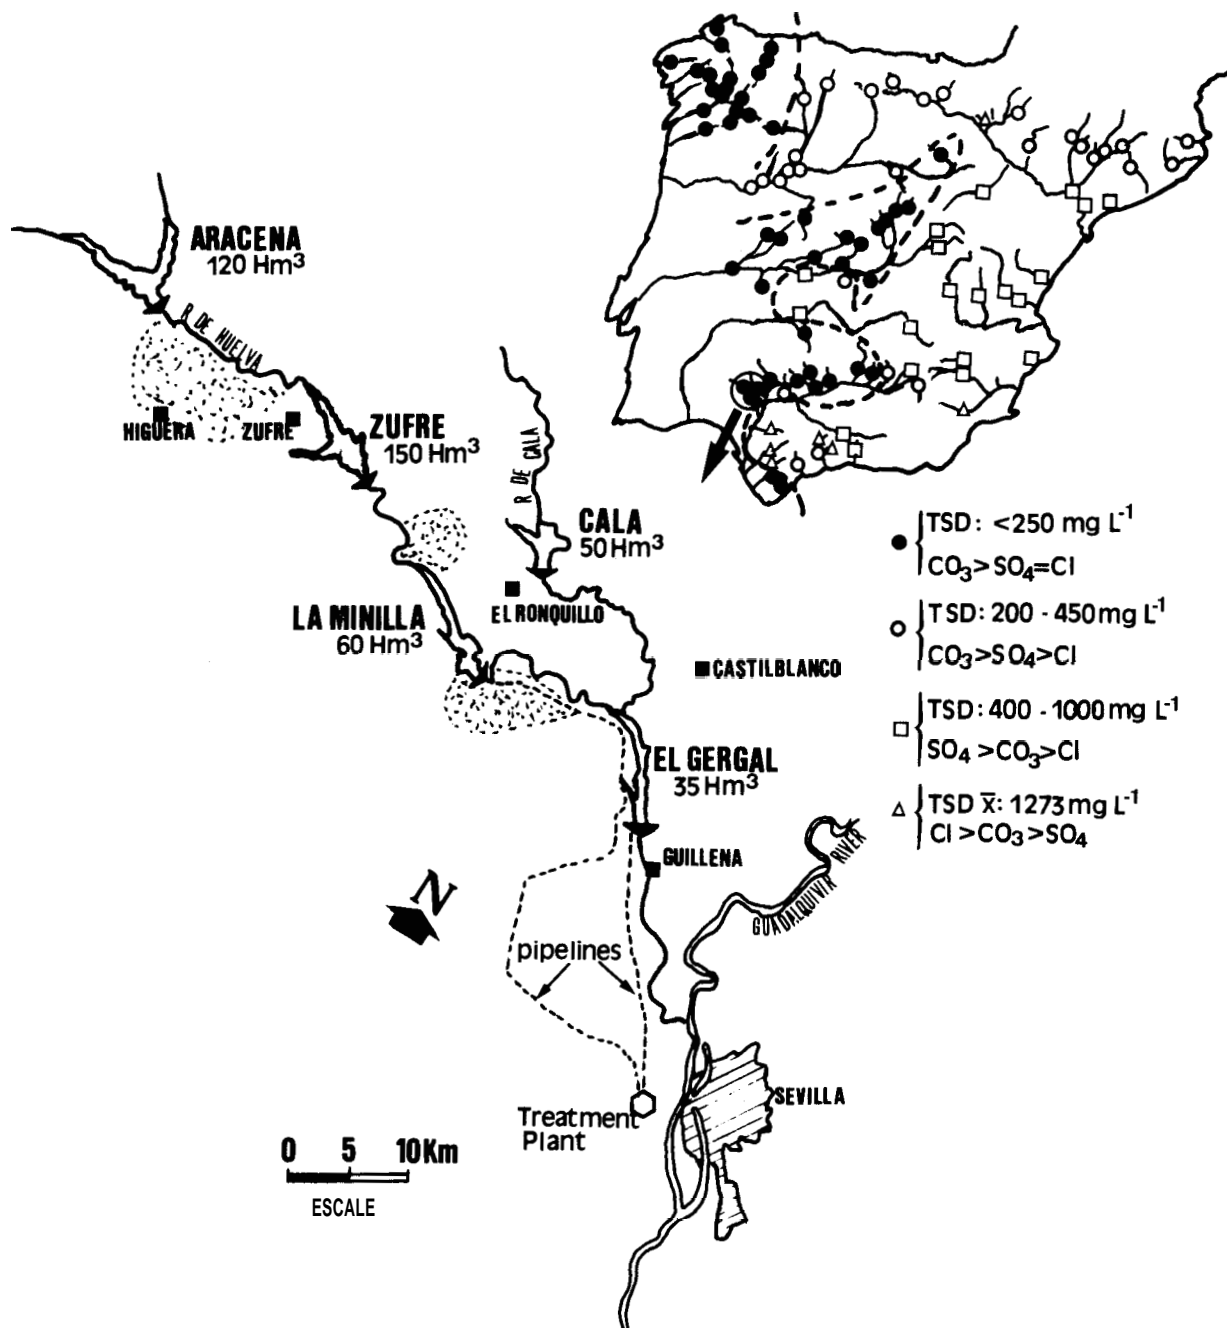 ARACENA
120 Hm³
R DE HUELVA
HIGUERA
ZUFRE
ZUFRE
150 Hm³
R DE CALA
CALA
50 Hm³
EL RONQUILLO
LA MINILLA
60 Hm³
CASTILBLANCO
EL GERGAL
35 Hm³
GUILLENA
GUADALQUIVIR RIVER
N
pipelines
Treatment
Plant
SEVILLA
0 5 10Km
ESCALE
TSD: <250 mg L⁻¹
CO₃>SO₄=Cl
TSD: 200 - 450 mg L⁻¹
CO₃>SO₄>Cl
TSD: 400 - 1000 mg L⁻¹
SO₄>CO₃>Cl
TSD x̄: 1273 mg L⁻¹
Cl>CO₃>SO₄